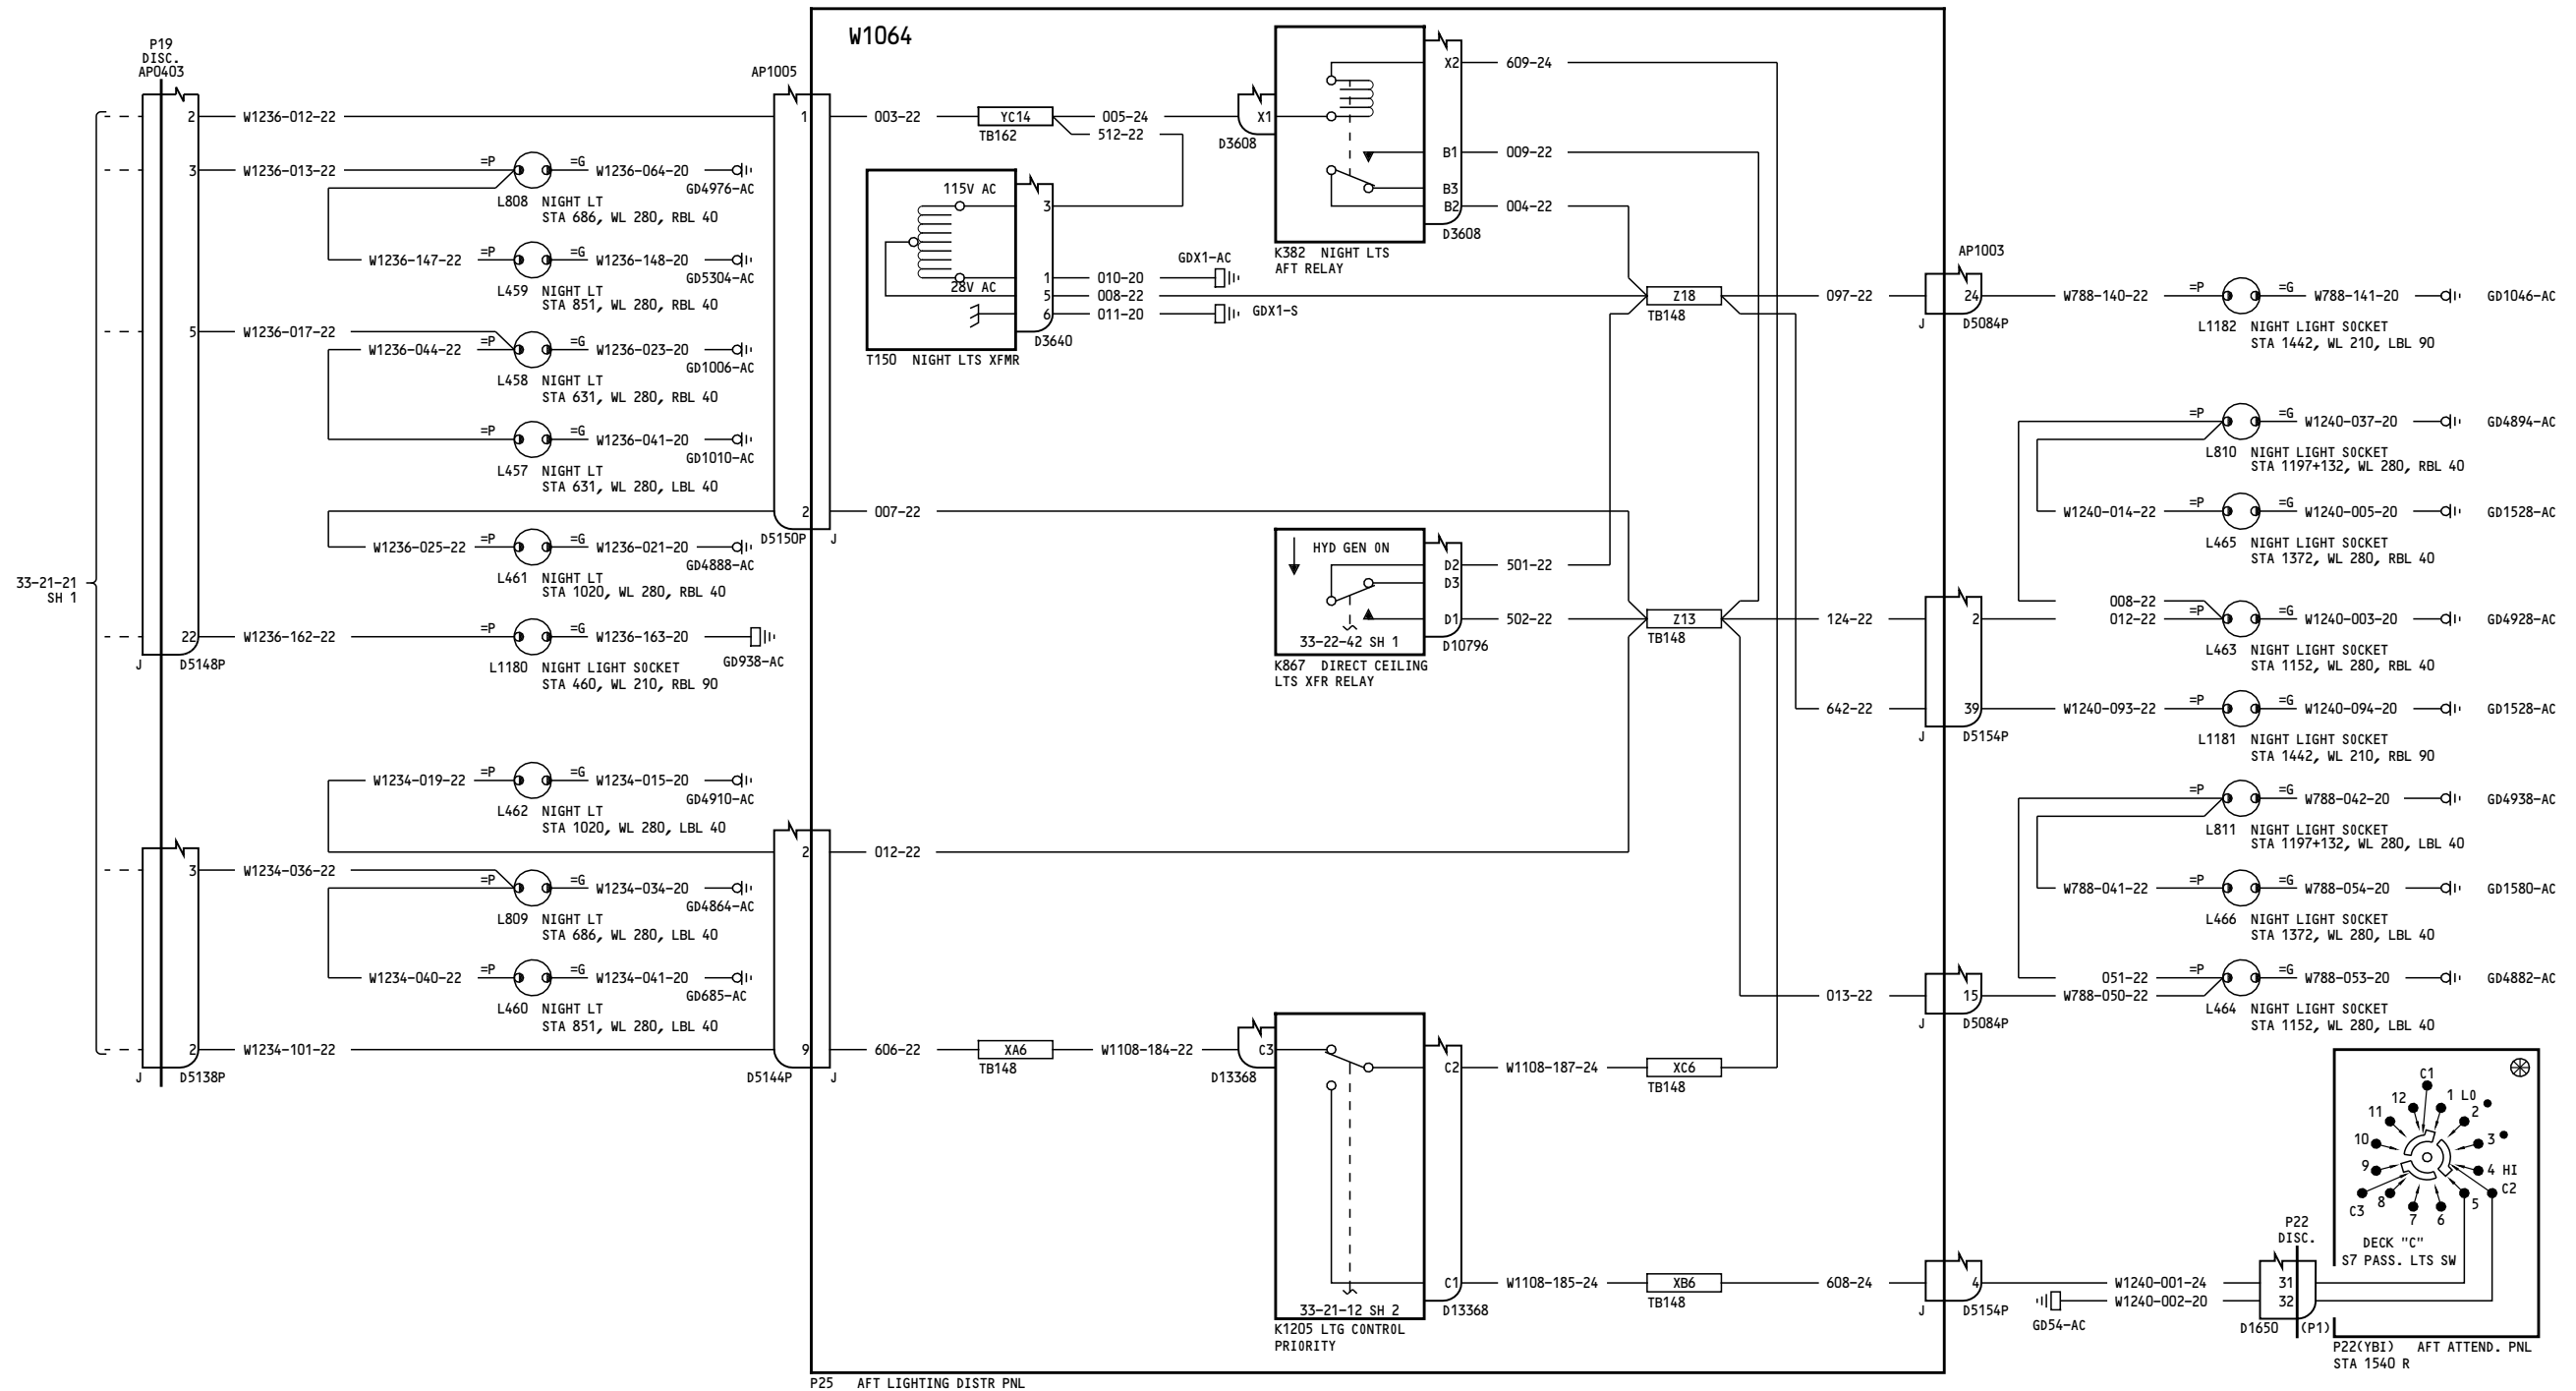 W1064
P19
DISC.
AP0403
AP1005
2
W1236-012-22
1
003-22
YC14
TB162
005-24
512-22
X1
D3608
X2
609-24
B1
009-22
B3
B2
004-22
D3608
K382 NIGHT LTS
AFT RELAY
3
W1236-013-22
=P
=G
W1236-064-20
GD4976-AC
L808 NIGHT LT
STA 686, WL 280, RBL 40
W1236-147-22
=P
=G
W1236-148-20
GD5304-AC
L459 NIGHT LT
STA 851, WL 280, RBL 40
115V AC
3
28V AC
1
010-20
GDX1-AC
5
008-22
6
011-20
GDX1-S
D3640
T150 NIGHT LTS XFMR
Z18
TB148
097-22
AP1003
24
J
D5084P
W788-140-22
=P
=G
W788-141-20
GD1046-AC
L1182 NIGHT LIGHT SOCKET
STA 1442, WL 210, LBL 90
5
W1236-017-22
W1236-044-22
=P
=G
W1236-023-20
GD1006-AC
L458 NIGHT LT
STA 631, WL 280, RBL 40
=P
=G
W1236-041-20
GD1010-AC
L457 NIGHT LT
STA 631, WL 280, LBL 40
=P
=G
W1240-037-20
GD4894-AC
L810 NIGHT LIGHT SOCKET
STA 1197+132, WL 280, RBL 40
2
007-22
D5150P
J
W1236-025-22
=P
=G
W1236-021-20
GD4888-AC
L461 NIGHT LT
STA 1020, WL 280, RBL 40
W1240-014-22
=P
=G
W1240-005-20
GD1528-AC
L465 NIGHT LIGHT SOCKET
STA 1372, WL 280, RBL 40
33-21-21
SH 1
HYD GEN ON
D2
501-22
D3
D1
502-22
33-22-42 SH 1
D10796
K867 DIRECT CEILING
LTS XFR RELAY
Z13
TB148
124-22
2
008-22
012-22
=P
=G
W1240-003-20
GD4928-AC
L463 NIGHT LIGHT SOCKET
STA 1152, WL 280, RBL 40
22
W1236-162-22
=P
=G
W1236-163-20
GD938-AC
J
D5148P
L1180 NIGHT LIGHT SOCKET
STA 460, WL 210, RBL 90
642-22
39
J
D5154P
W1240-093-22
=P
=G
W1240-094-20
GD1528-AC
L1181 NIGHT LIGHT SOCKET
STA 1442, WL 210, RBL 90
W1234-019-22
=P
=G
W1234-015-20
GD4910-AC
L462 NIGHT LT
STA 1020, WL 280, LBL 40
=P
=G
W788-042-20
GD4938-AC
L811 NIGHT LIGHT SOCKET
STA 1197+132, WL 280, LBL 40
2
012-22
3
W1234-036-22
=P
=G
W1234-034-20
GD4864-AC
L809 NIGHT LT
STA 686, WL 280, LBL 40
W788-041-22
=P
=G
W788-054-20
GD1580-AC
L466 NIGHT LIGHT SOCKET
STA 1372, WL 280, LBL 40
W1234-040-22
=P
=G
W1234-041-20
GD685-AC
L460 NIGHT LT
STA 851, WL 280, LBL 40
013-22
15
J
D5084P
051-22
W788-050-22
=P
=G
W788-053-20
GD4882-AC
L464 NIGHT LIGHT SOCKET
STA 1152, WL 280, LBL 40
2
W1234-101-22
J
D5138P
9
D5144P
J
606-22
XA6
TB148
W1108-184-22
C3
D13368
C2
W1108-187-24
XC6
TB148
C1
W1108-185-24
XB6
TB148
608-24
33-21-12 SH 2
D13368
K1205 LTG CONTROL
PRIORITY
4
J
D5154P
W1240-001-24
W1240-002-20
GD54-AC
P22
DISC.
31
32
D1650
(P1)
C1
12
1 LO
11
2
10
3
9
4 HI
C2
8
5
C3
7
6
DECK "C"
S7 PASS. LTS SW
P22(YBI) AFT ATTEND. PNL
STA 1540 R
P25 AFT LIGHTING DISTR PNL